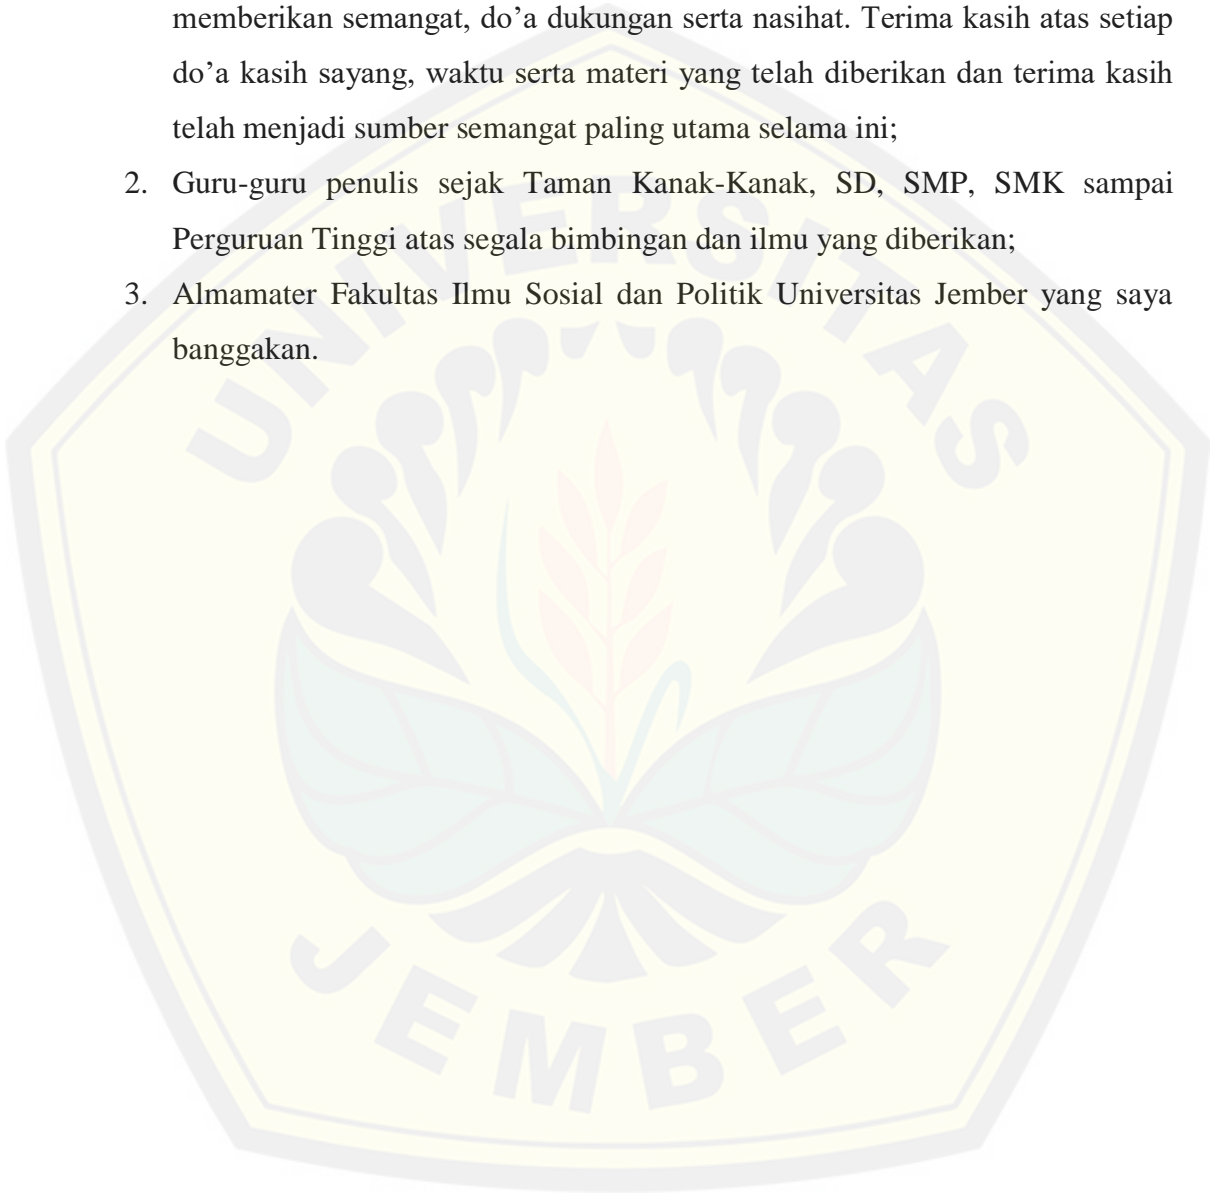 memberikan semangat, do’a dukungan serta nasihat. Terima kasih atas setiap
do’a kasih sayang, waktu serta materi yang telah diberikan dan terima kasih
telah menjadi sumber semangat paling utama selama ini;
2. Guru-guru penulis sejak Taman Kanak-Kanak, SD, SMP, SMK sampai
Perguruan Tinggi atas segala bimbingan dan ilmu yang diberikan;
3. Almamater Fakultas Ilmu Sosial dan Politik Universitas Jember yang saya
banggakan.
UNIVERSITAS
JEMBER